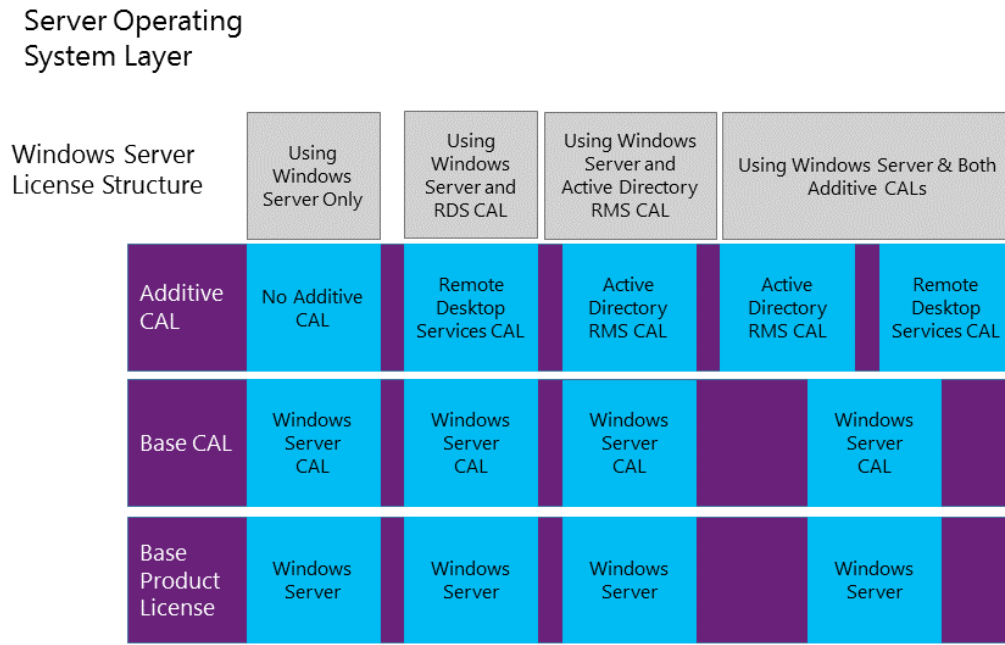 Server Operating
System Layer
Windows Server
License Structure
Using
Windows
Server Only
Using
Windows
Server and
RDS CAL
Using Windows
Server and
Active Directory
RMS CAL
Using Windows Server & Both
Additive CALs
Additive
CAL
No Additive
CAL
Remote
Desktop
Services CAL
Active
Directory
RMS CAL
Active
Directory
RMS CAL
Remote
Desktop
Services CAL
Base CAL
Windows
Server
CAL
Windows
Server
CAL
Windows
Server
CAL
Windows
Server
CAL
Base
Product
License
Windows
Server
Windows
Server
Windows
Server
Windows
Server